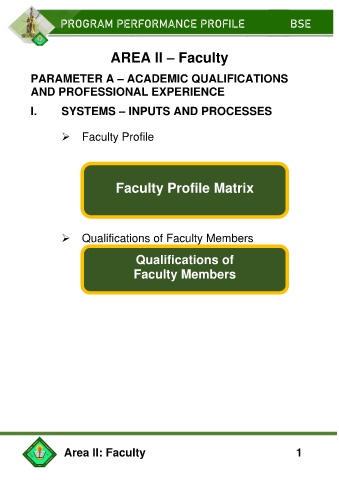 PROGRAM PERFORMANCE PROFILE BSE
AREA II – Faculty
PARAMETER A – ACADEMIC QUALIFICATIONS
AND PROFESSIONAL EXPERIENCE
I. SYSTEMS – INPUTS AND PROCESSES
➢ Faculty Profile
Faculty Profile Matrix
➢ Qualifications of Faculty Members
Qualifications of
Faculty Members
Area II: Faculty 1